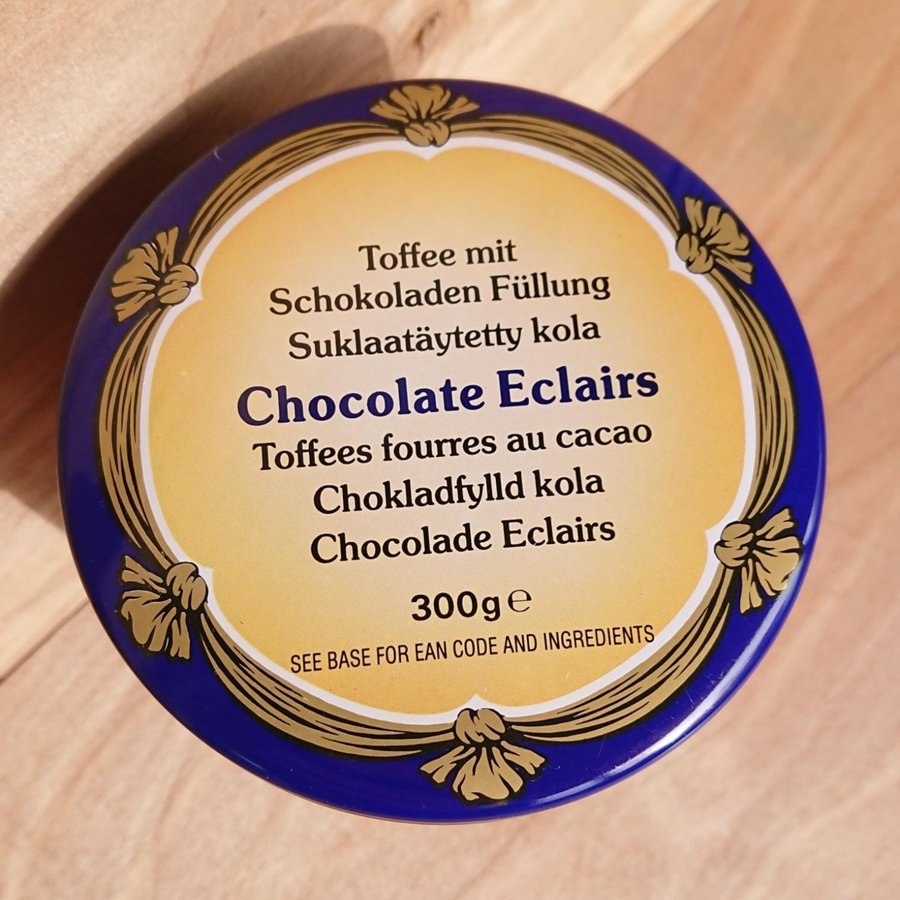 Toffee mit
Schokoladen Füllung
Suklaatäytetty kola
Chocolate Eclairs
Toffees fourres au cacao
Chokladfylld kola
Chocolade Eclairs
300g ℮
SEE BASE FOR EAN CODE AND INGREDIENTS